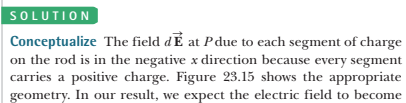 SOLUTION
Conceptualize The field dE⃗ at P due to each segment of charge
on the rod is in the negative x direction because every segment
carries a positive charge. Figure 23.15 shows the appropriate
geometry. In our result, we expect the electric field to become